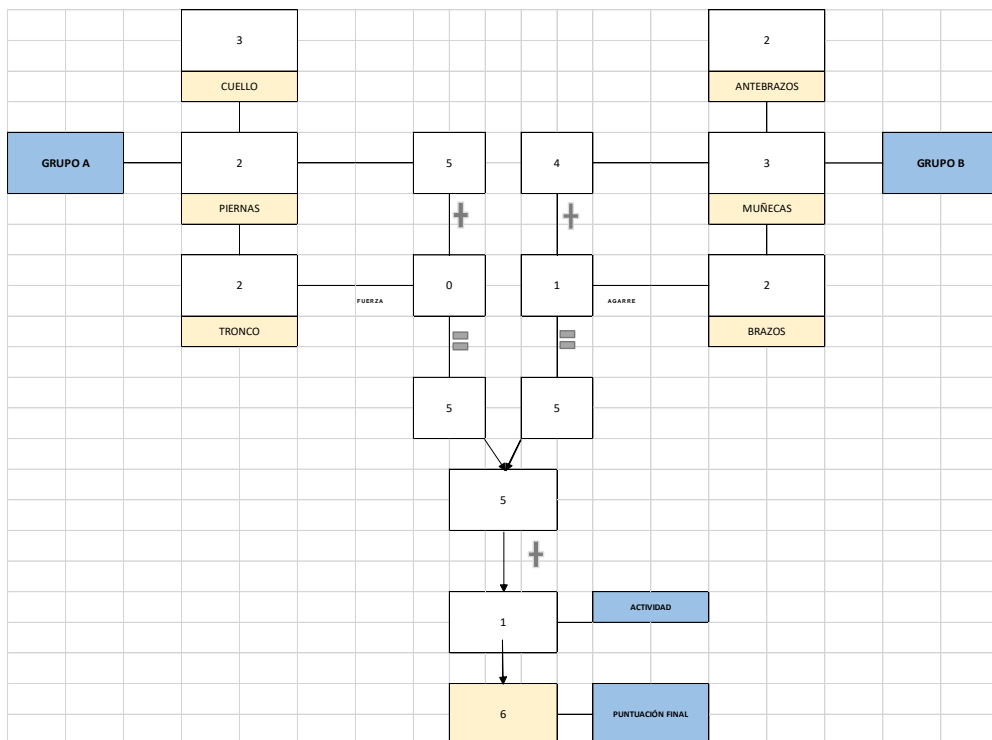 3
2
CUELLO
ANTEBRAZOS
GRUPO A
2
5
4
3
GRUPO B
PIERNAS
MUÑECAS
2
0
1
2
FUERZA
AGARRE
TRONCO
BRAZOS
5
5
5
1
ACTIVIDAD
6
PUNTUACIÓN FINAL